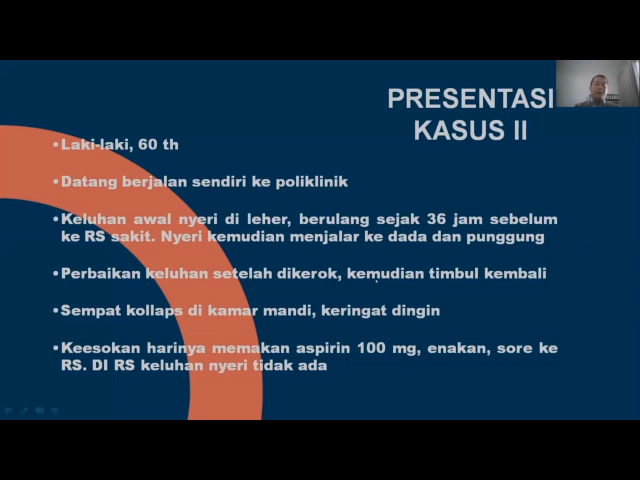 PRESENTASI
KASUS II
•Laki-laki, 60 th
•Datang berjalan sendiri ke poliklinik
•Keluhan awal nyeri di leher, berulang sejak 36 jam sebelum
ke RS sakit. Nyeri kemudian menjalar ke dada dan punggung
•Perbaikan keluhan setelah dikerok, kemudian timbul kembali
•Sempat kollaps di kamar mandi, keringat dingin
•Keesokan harinya memakan aspirin 100 mg, enakan, sore ke
RS. DI RS keluhan nyeri tidak ada